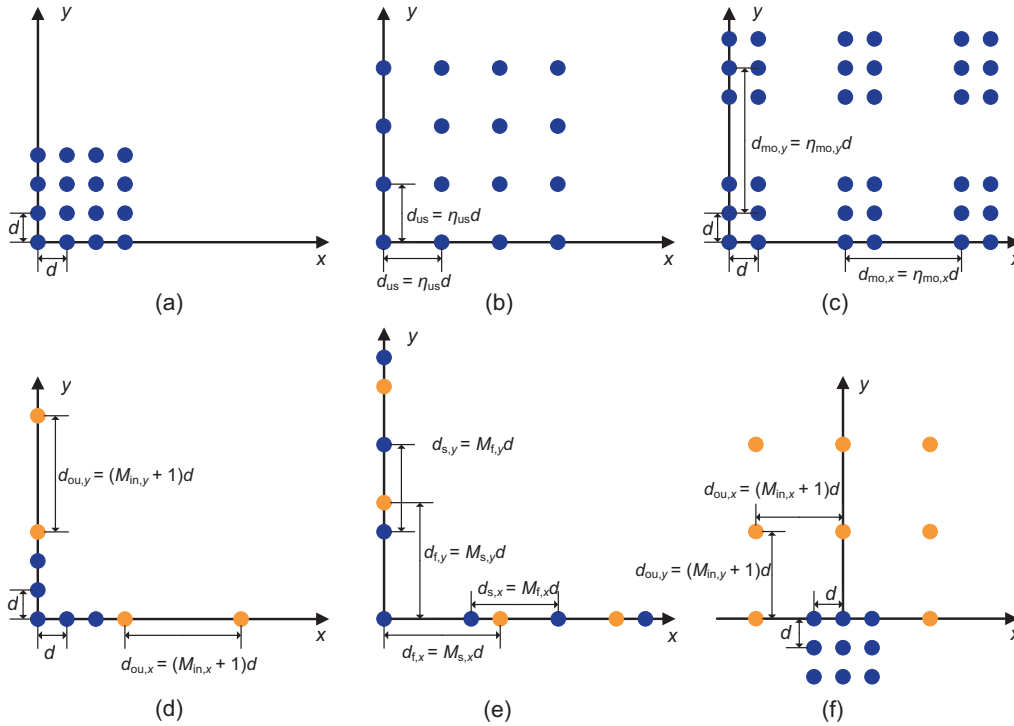 y
d
d
x
(a)
y
d_us = η_us d
x
d_us = η_us d
(b)
y
d_mo,y = η_mo,y d
d
d
x
d_mo,x = η_mo,x d
(c)
y
d_ou,y = (M_in,y + 1)d
d
d
x
d_ou,x = (M_in,x + 1)d
(d)
y
d_s,y = M_f,y d
d_f,y = M_s,y d
d_s,x = M_f,x d
x
d_f,x = M_s,x d
(e)
y
d_ou,x = (M_in,x + 1)d
d_ou,y = (M_in,y + 1)d
d
d
x
(f)